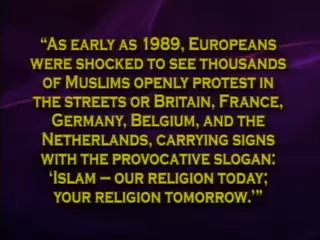 “As early as 1989, Europeans
were shocked to see thousands
of Muslims openly protest in
the streets or Britain, France,
Germany, Belgium, and the
Netherlands, carrying signs
with the provocative slogan:
‘Islam – our religion today;
your religion tomorrow.’”